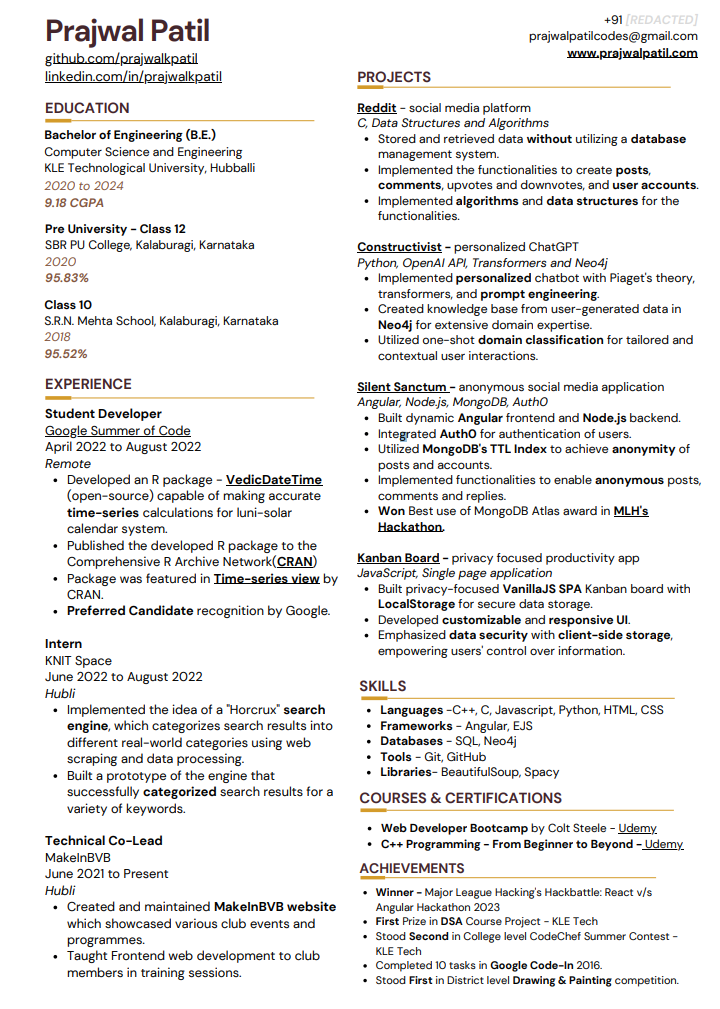 Prajwal Patil
github.com/prajwalkpatil
linkedin.com/in/prajwalkpatil
+91 [REDACTED]
prajwalpatilcodes@gmail.com
www.prajwalpatil.com
EDUCATION
Bachelor of Engineering (B.E.)
Computer Science and Engineering
KLE Technological University, Hubballi
2020 to 2024
9.18 CGPA
Pre University - Class 12
SBR PU College, Kalaburagi, Karnataka
2020
95.83%
Class 10
S.R.N. Mehta School, Kalaburagi, Karnataka
2018
95.52%
EXPERIENCE
Student Developer
Google Summer of Code
April 2022 to August 2022
Remote
• Developed an R package - VedicDateTime
(open-source) capable of making accurate
time-series calculations for luni-solar
calendar system.
• Published the developed R package to the
Comprehensive R Archive Network(CRAN)
• Package was featured in Time-series view by
CRAN.
• Preferred Candidate recognition by Google.
Intern
KNIT Space
June 2022 to August 2022
Hubli
• Implemented the idea of a "Horcrux" search
engine, which categorizes search results into
different real-world categories using web
scraping and data processing.
• Built a prototype of the engine that
successfully categorized search results for a
variety of keywords.
Technical Co-Lead
MakeInBVB
June 2021 to Present
Hubli
• Created and maintained MakeInBVB website
which showcased various club events and
programmes.
• Taught Frontend web development to club
members in training sessions.
PROJECTS
Reddit - social media platform
C, Data Structures and Algorithms
• Stored and retrieved data without utilizing a database
management system.
• Implemented the functionalities to create posts,
comments, upvotes and downvotes, and user accounts.
• Implemented algorithms and data structures for the
functionalities.
Constructivist - personalized ChatGPT
Python, OpenAI API, Transformers and Neo4j
• Implemented personalized chatbot with Piaget's theory,
transformers, and prompt engineering.
• Created knowledge base from user-generated data in
Neo4j for extensive domain expertise.
• Utilized one-shot domain classification for tailored and
contextual user interactions.
Silent Sanctum - anonymous social media application
Angular, Node.js, MongoDB, Auth0
• Built dynamic Angular frontend and Node.js backend.
• Integrated Auth0 for authentication of users.
• Utilized MongoDB's TTL Index to achieve anonymity of
posts and accounts.
• Implemented functionalities to enable anonymous posts,
comments and replies.
• Won Best use of MongoDB Atlas award in MLH's
Hackathon.
Kanban Board - privacy focused productivity app
JavaScript, Single page application
• Built privacy-focused VanillaJS SPA Kanban board with
LocalStorage for secure data storage.
• Developed customizable and responsive UI.
• Emphasized data security with client-side storage,
empowering users' control over information.
SKILLS
• Languages -C++, C, Javascript, Python, HTML, CSS
• Frameworks - Angular, EJS
• Databases - SQL, Neo4j
• Tools - Git, GitHub
• Libraries- BeautifulSoup, Spacy
COURSES & CERTIFICATIONS
• Web Developer Bootcamp by Colt Steele - Udemy
• C++ Programming - From Beginner to Beyond - Udemy
ACHIEVEMENTS
• Winner - Major League Hacking's Hackbattle: React v/s
Angular Hackathon 2023
• First Prize in DSA Course Project - KLE Tech
• Stood Second in College level CodeChef Summer Contest -
KLE Tech
• Completed 10 tasks in Google Code-In 2016.
• Stood First in District level Drawing & Painting competition.